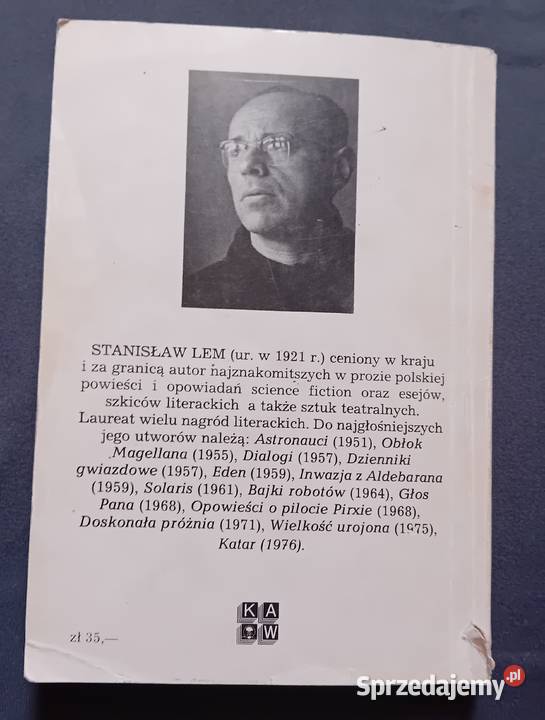 STANISŁAW LEM (ur. w 1921 r.) ceniony w kraju
i za granicą autor najznakomitszych w prozie polskiej
powieści i opowiadań science fiction oraz esejów,
szkiców literackich a także sztuk teatralnych.
Laureat wielu nagród literackich. Do najgłośniejszych
jego utworów należą: Astronauci (1951), Obłok
Magellana (1955), Dialogi (1957), Dzienniki
gwiazdowe (1957), Eden (1959), Inwazja z Aldebarana
(1959), Solaris (1961), Bajki robotów (1964), Głos
Pana (1968), Opowieści o pilocie Pirxie (1968),
Doskonała próżnia (1971), Wielkość urojona (1975),
Katar (1976).
K A
W
zł 35,—
Sprzedajemy.pl